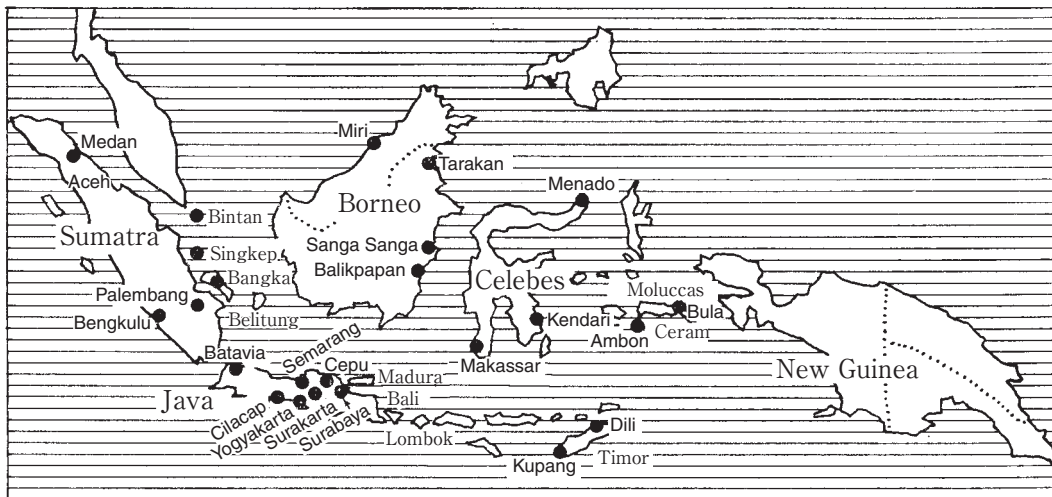 Medan
Aceh
Miri
Tarakan
Menado
Bintan
Borneo
Sumatra
Singkep
Sanga Sanga
Bangka
Balikpapan
Celebes
Moluccas
Palembang
Belitung
Bengkulu
Kendari
Bula
Ambon
Ceram
Batavia
Semarang
Cepu
Makassar
Madura
New Guinea
Java
Bali
Cilacap
Yogyakarta
Surakarta
Surabaya
Lombok
Dili
Kupang
Timor